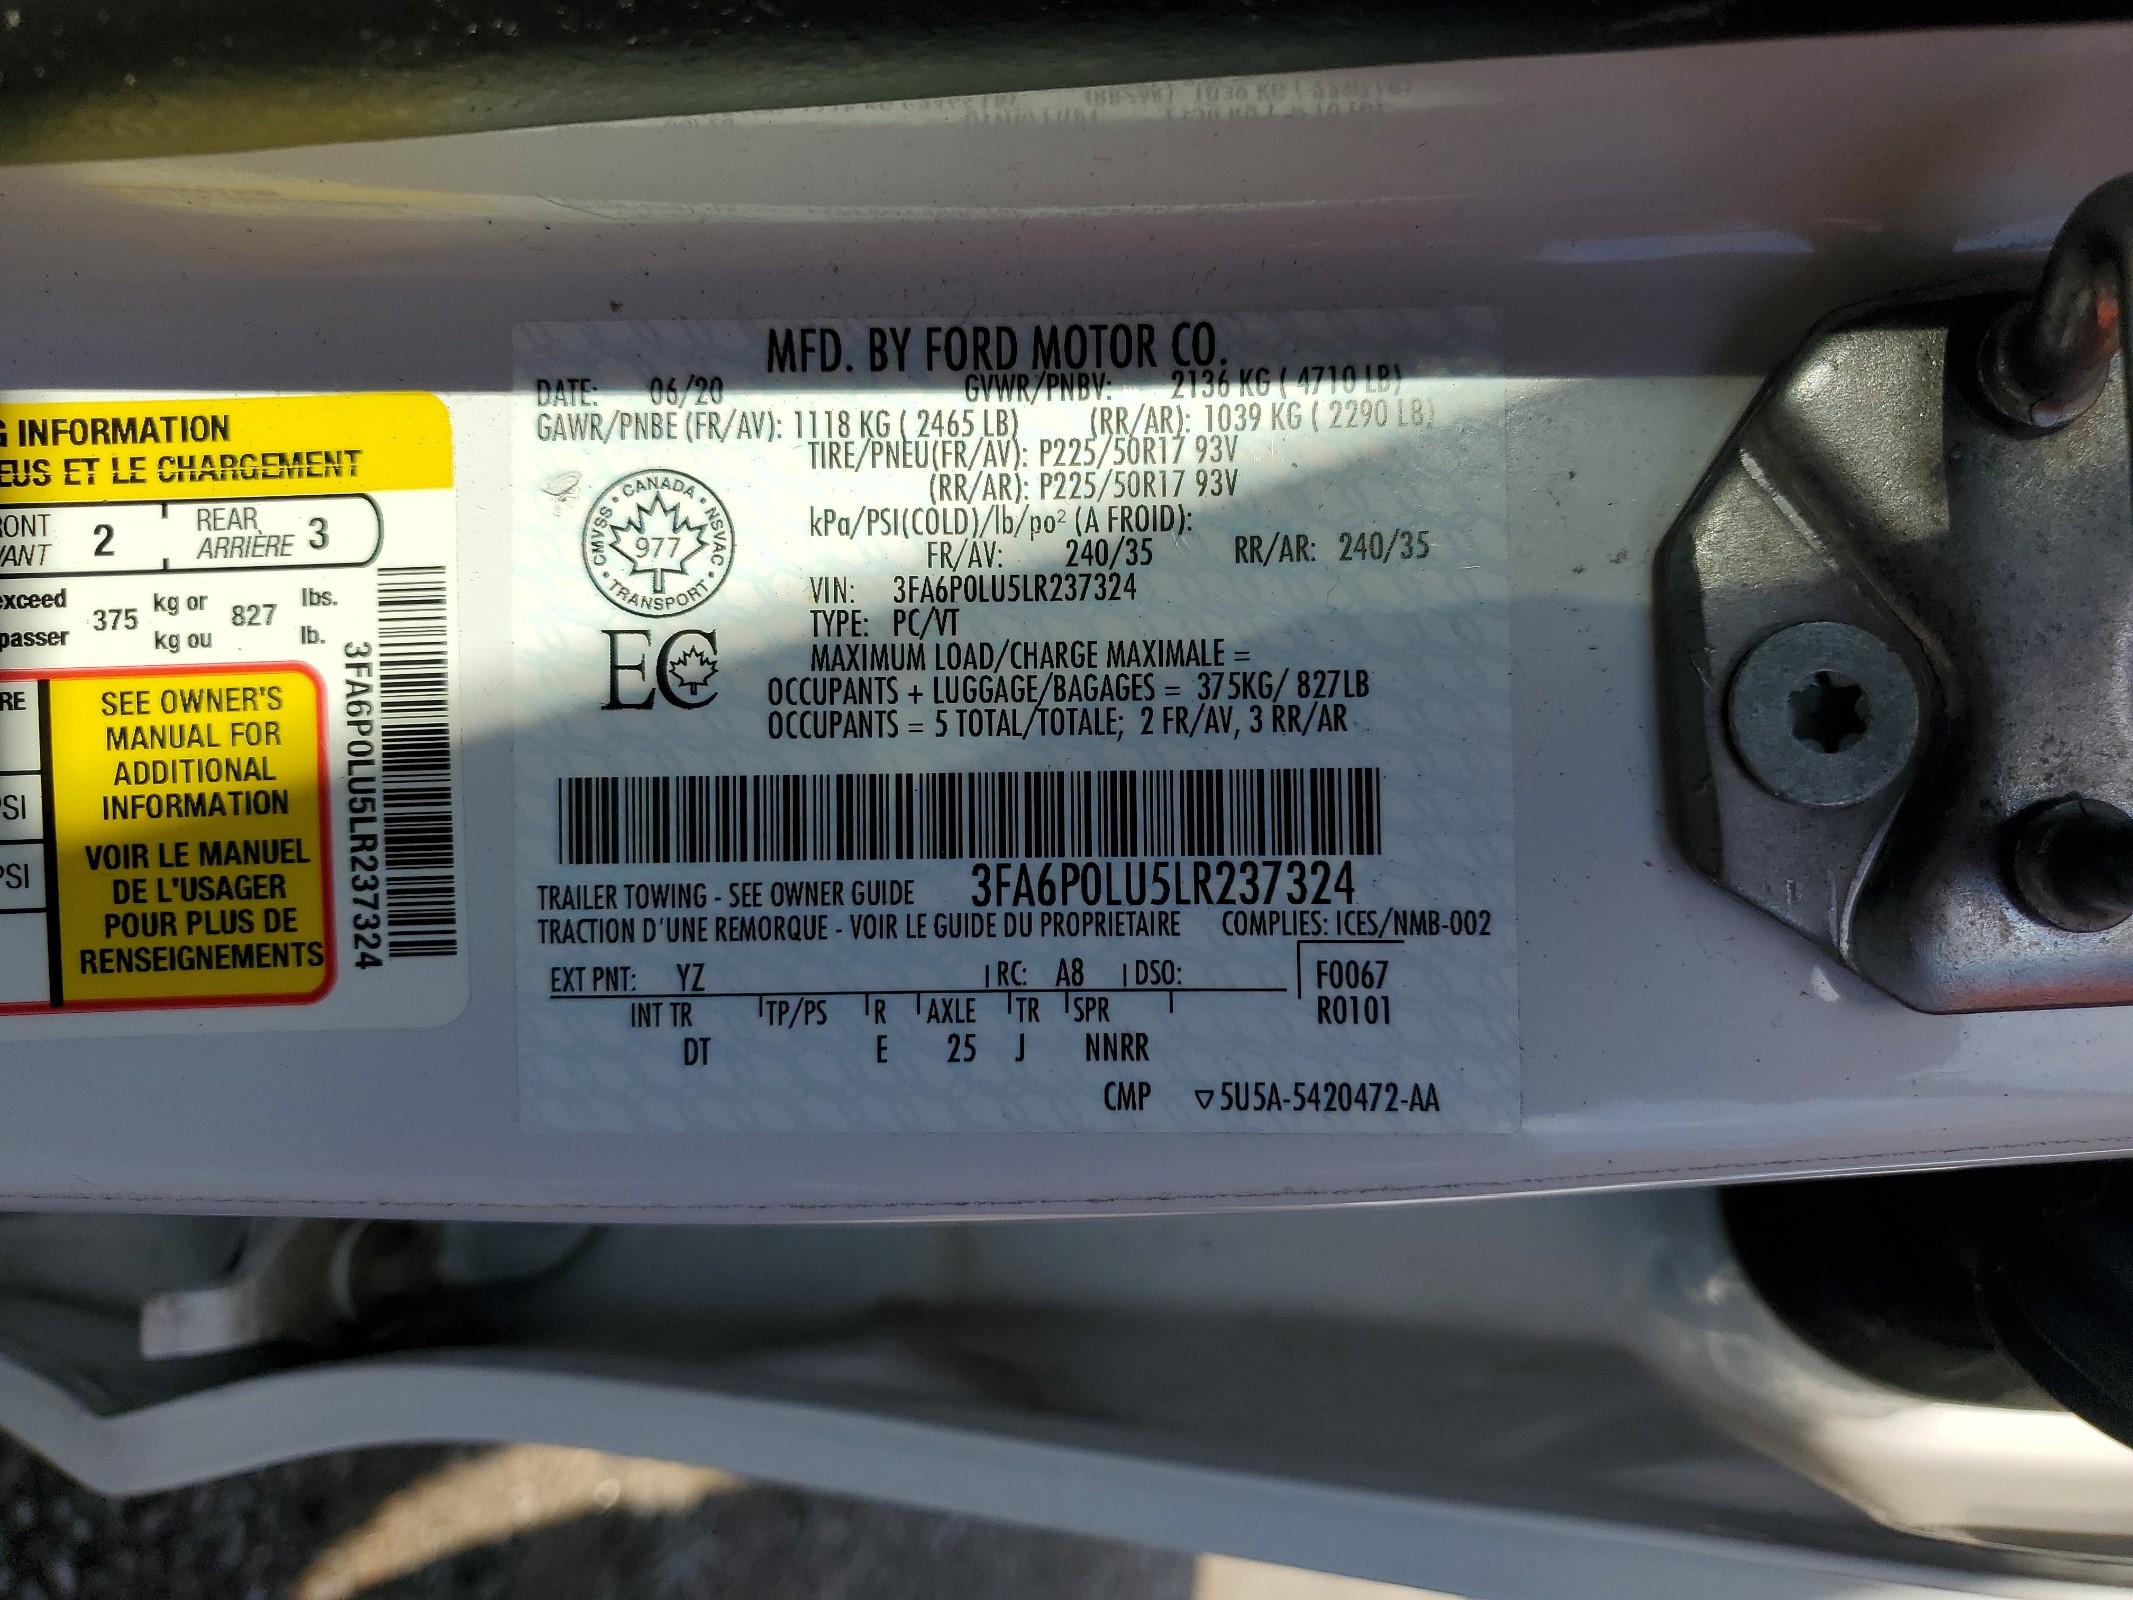 G INFORMATION
EUS ET LE CHARGEMENT
RONT 2 REAR 3
VANT ARRIÈRE
exceed 375 kg or 827 lbs.
passer kg ou lb.
RE
PSI
PSI
SEE OWNER'S
MANUAL FOR
ADDITIONAL
INFORMATION
VOIR LE MANUEL
DE L'USAGER
POUR PLUS DE
RENSEIGNEMENTS
3FA6P0LU5LR237324
MFD. BY FORD MOTOR CO.
DATE: 06/20 GVWR/PNBV: 2136 KG ( 4710 LB)
GAWR/PNBE (FR/AV): 1118 KG ( 2465 LB) (RR/AR): 1039 KG ( 2290 LB)
TIRE/PNEU(FR/AV): P225/50R17 93V
(RR/AR): P225/50R17 93V
kPa/PSI(COLD)/lb/po² (A FROID):
FR/AV: 240/35 RR/AR: 240/35
VIN: 3FA6P0LU5LR237324
TYPE: PC/VT
MAXIMUM LOAD/CHARGE MAXIMALE =
OCCUPANTS + LUGGAGE/BAGAGES = 375KG/ 827LB
OCCUPANTS = 5 TOTAL/TOTALE; 2 FR/AV, 3 RR/AR
CANADA · NSVAC · TRANSPORT · CMVSS
977
EC
3FA6P0LU5LR237324
TRAILER TOWING - SEE OWNER GUIDE
TRACTION D'UNE REMORQUE - VOIR LE GUIDE DU PROPRIETAIRE COMPLIES: ICES/NMB-002
EXT PNT: YZ RC: A8 DSO: F0067
INT TR TP/PS R AXLE TR SPR R0101
DT E 25 J NNRR
CMP ▽5U5A-5420472-AA